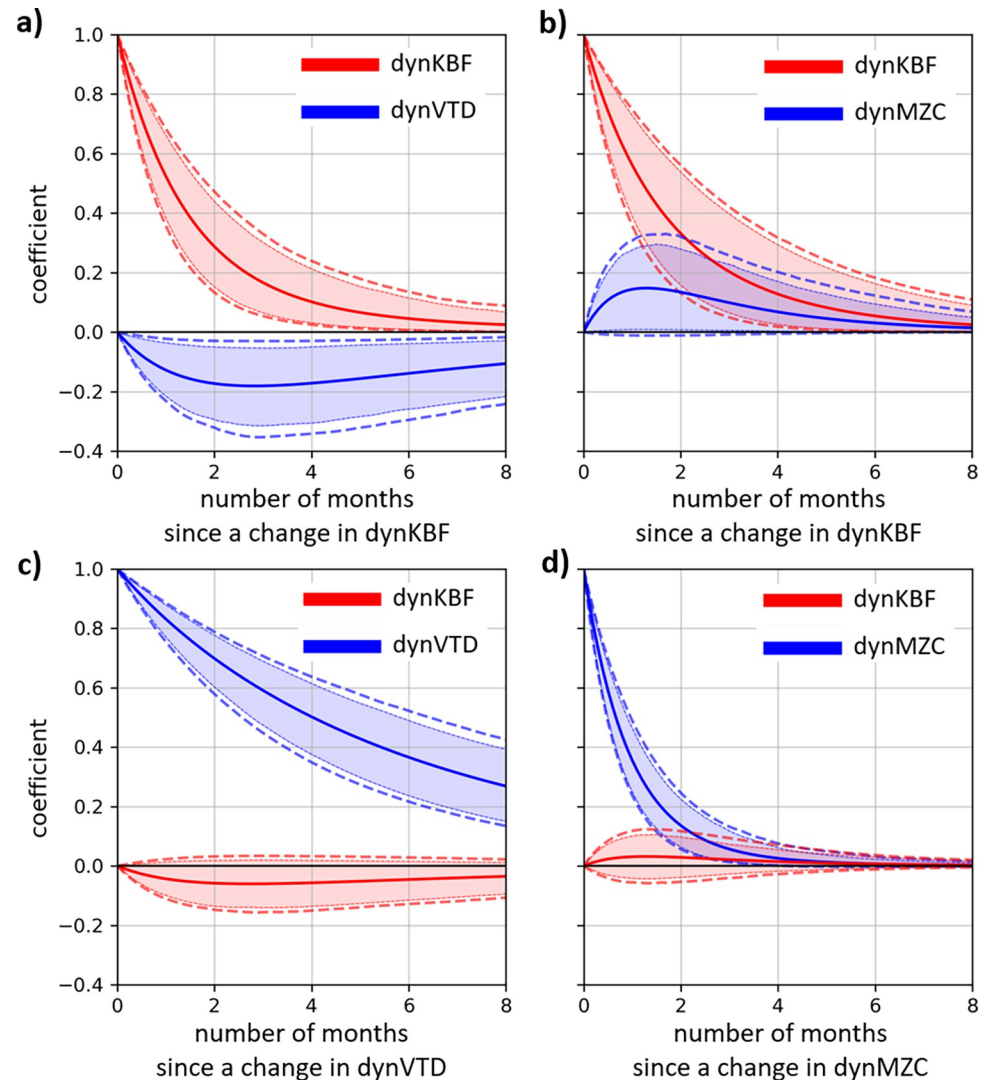 a)
1.0
0.8
0.6
0.4
0.2
0.0
−0.2
−0.4
coefficient
dynKBF
dynVTD
0 2 4 6 8
number of months
since a change in dynKBF
b)
dynKBF
dynMZC
0 2 4 6 8
number of months
since a change in dynKBF
c)
1.0
0.8
0.6
0.4
0.2
0.0
−0.2
−0.4
coefficient
dynKBF
dynVTD
0 2 4 6 8
number of months
since a change in dynVTD
d)
dynKBF
dynMZC
0 2 4 6 8
number of months
since a change in dynMZC